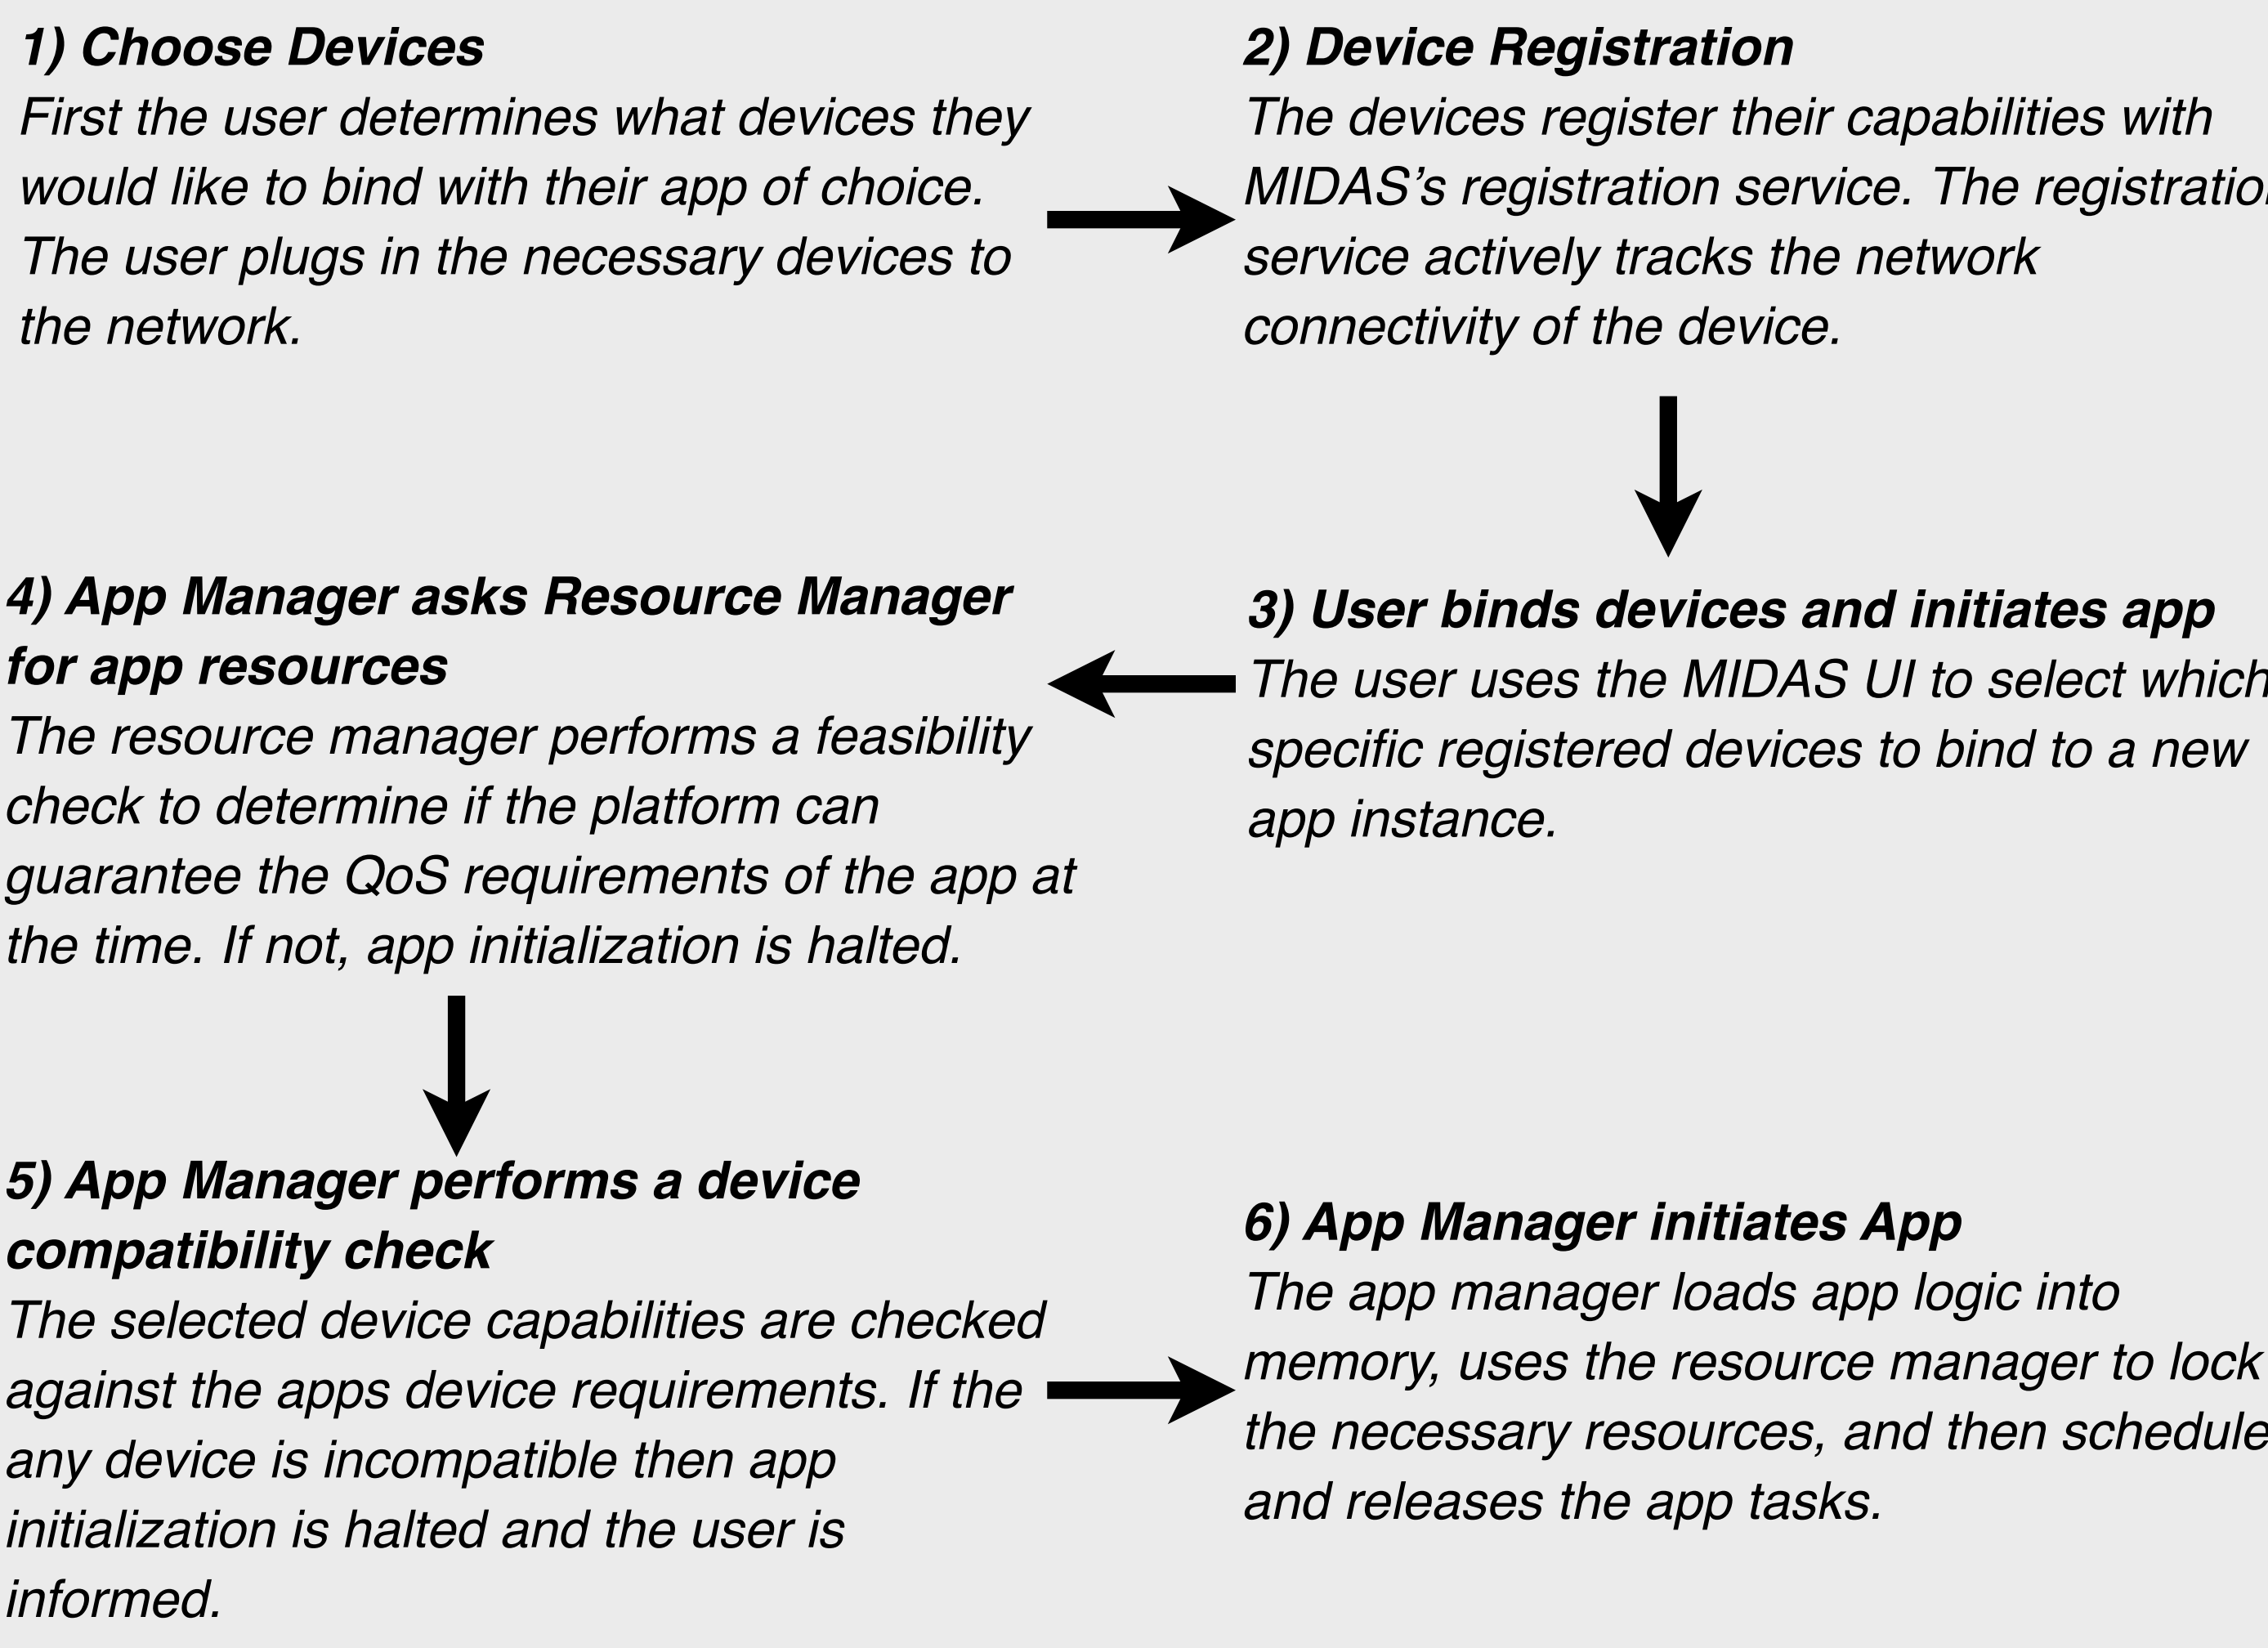 1) Choose Devices
First the user determines what devices they
would like to bind with their app of choice.
The user plugs in the necessary devices to
the network.
2) Device Registration
The devices register their capabilities with
MIDAS's registration service. The registratio
service actively tracks the network
connectivity of the device.
3) User binds devices and initiates app
The user uses the MIDAS UI to select which
specific registered devices to bind to a new
app instance.
4) App Manager asks Resource Manager
for app resources
The resource manager performs a feasibility
check to determine if the platform can
guarantee the QoS requirements of the app at
the time. If not, app initialization is halted.
5) App Manager performs a device
compatibility check
The selected device capabilities are checked
against the apps device requirements. If the
any device is incompatible then app
initialization is halted and the user is
informed.
6) App Manager initiates App
The app manager loads app logic into
memory, uses the resource manager to lock
the necessary resources, and then schedule
and releases the app tasks.